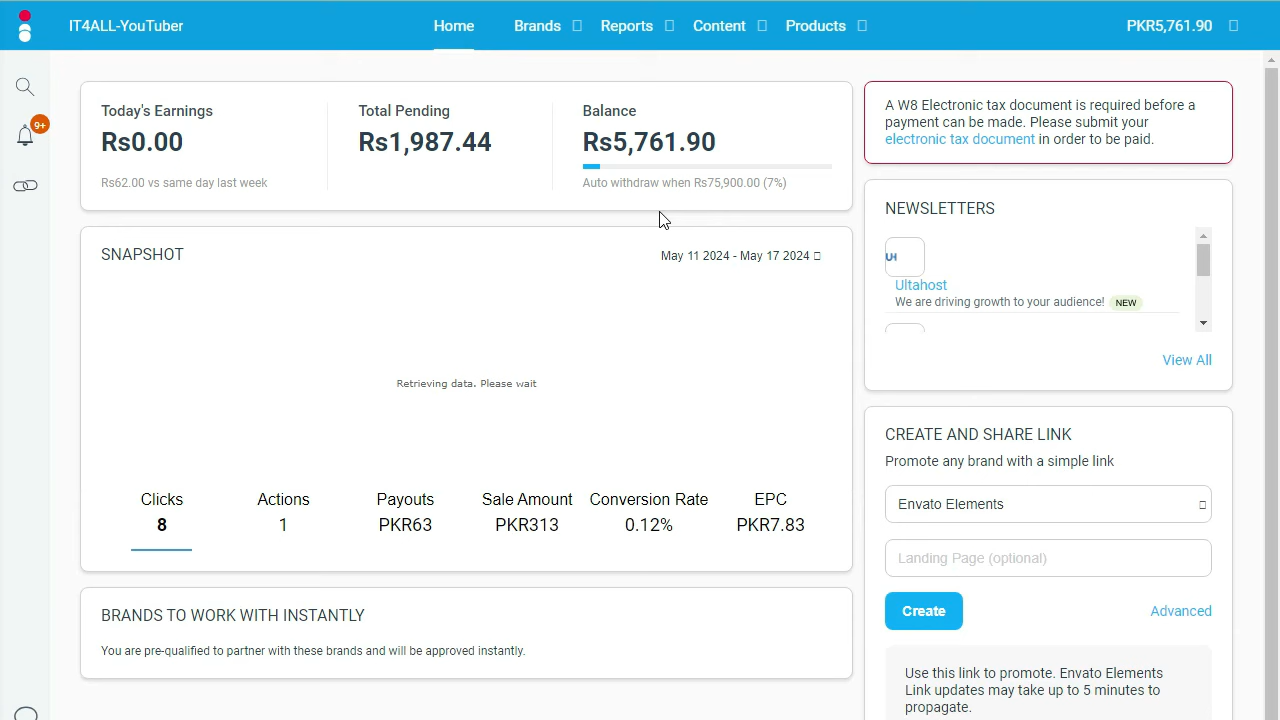 IT4ALL-YouTuber
Home
Brands
Reports
Content
Products
PKR5,761.90
9+
Today's Earnings
Rs0.00
Rs62.00 vs same day last week
Total Pending
Rs1,987.44
Balance
Rs5,761.90
Auto withdraw when Rs75,900.00 (7%)
A W8 Electronic tax document is required before a
payment can be made. Please submit your
electronic tax document in order to be paid.
SNAPSHOT
May 11 2024 - May 17 2024
Retrieving data. Please wait
Clicks
8
Actions
1
Payouts
PKR63
Sale Amount
PKR313
Conversion Rate
0.12%
EPC
PKR7.83
NEWSLETTERS
UH
Ultahost
We are driving growth to your audience! NEW
View All
CREATE AND SHARE LINK
Promote any brand with a simple link
Envato Elements
Landing Page (optional)
Create
Advanced
Use this link to promote. Envato Elements
Link updates may take up to 5 minutes to
propagate.
BRANDS TO WORK WITH INSTANTLY
You are pre-qualified to partner with these brands and will be approved instantly.